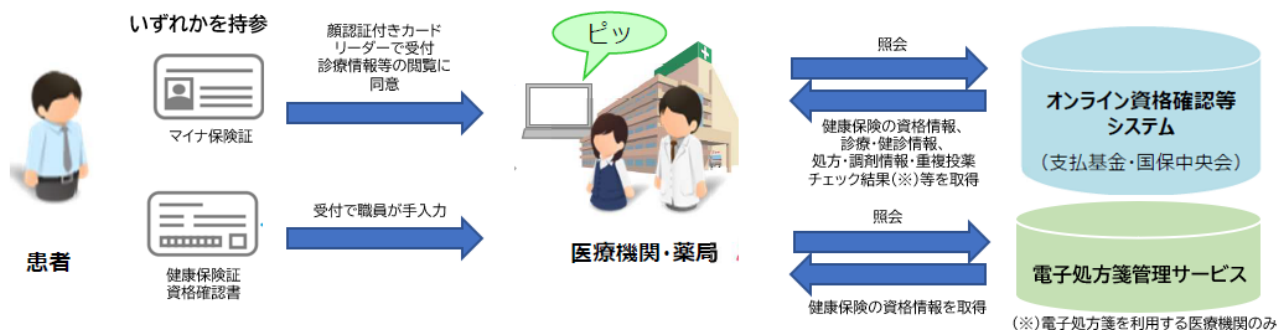 いずれかを持参
マイナ保険証
健康保険証
資格確認書
患者
顔認証付きカード
リーダーで受付
診療情報等の閲覧に
同意
受付で職員が手入力
ピッ
医療機関・薬局
照会
健康保険の資格情報、
診療・健診情報、
処方・調剤情報・重複投薬
チェック結果(※)等を取得
照会
健康保険の資格情報を取得
オンライン資格確認等
システム
（支払基金・国保中央会）
電子処方箋管理サービス
(※)電子処方箋を利用する医療機関のみ